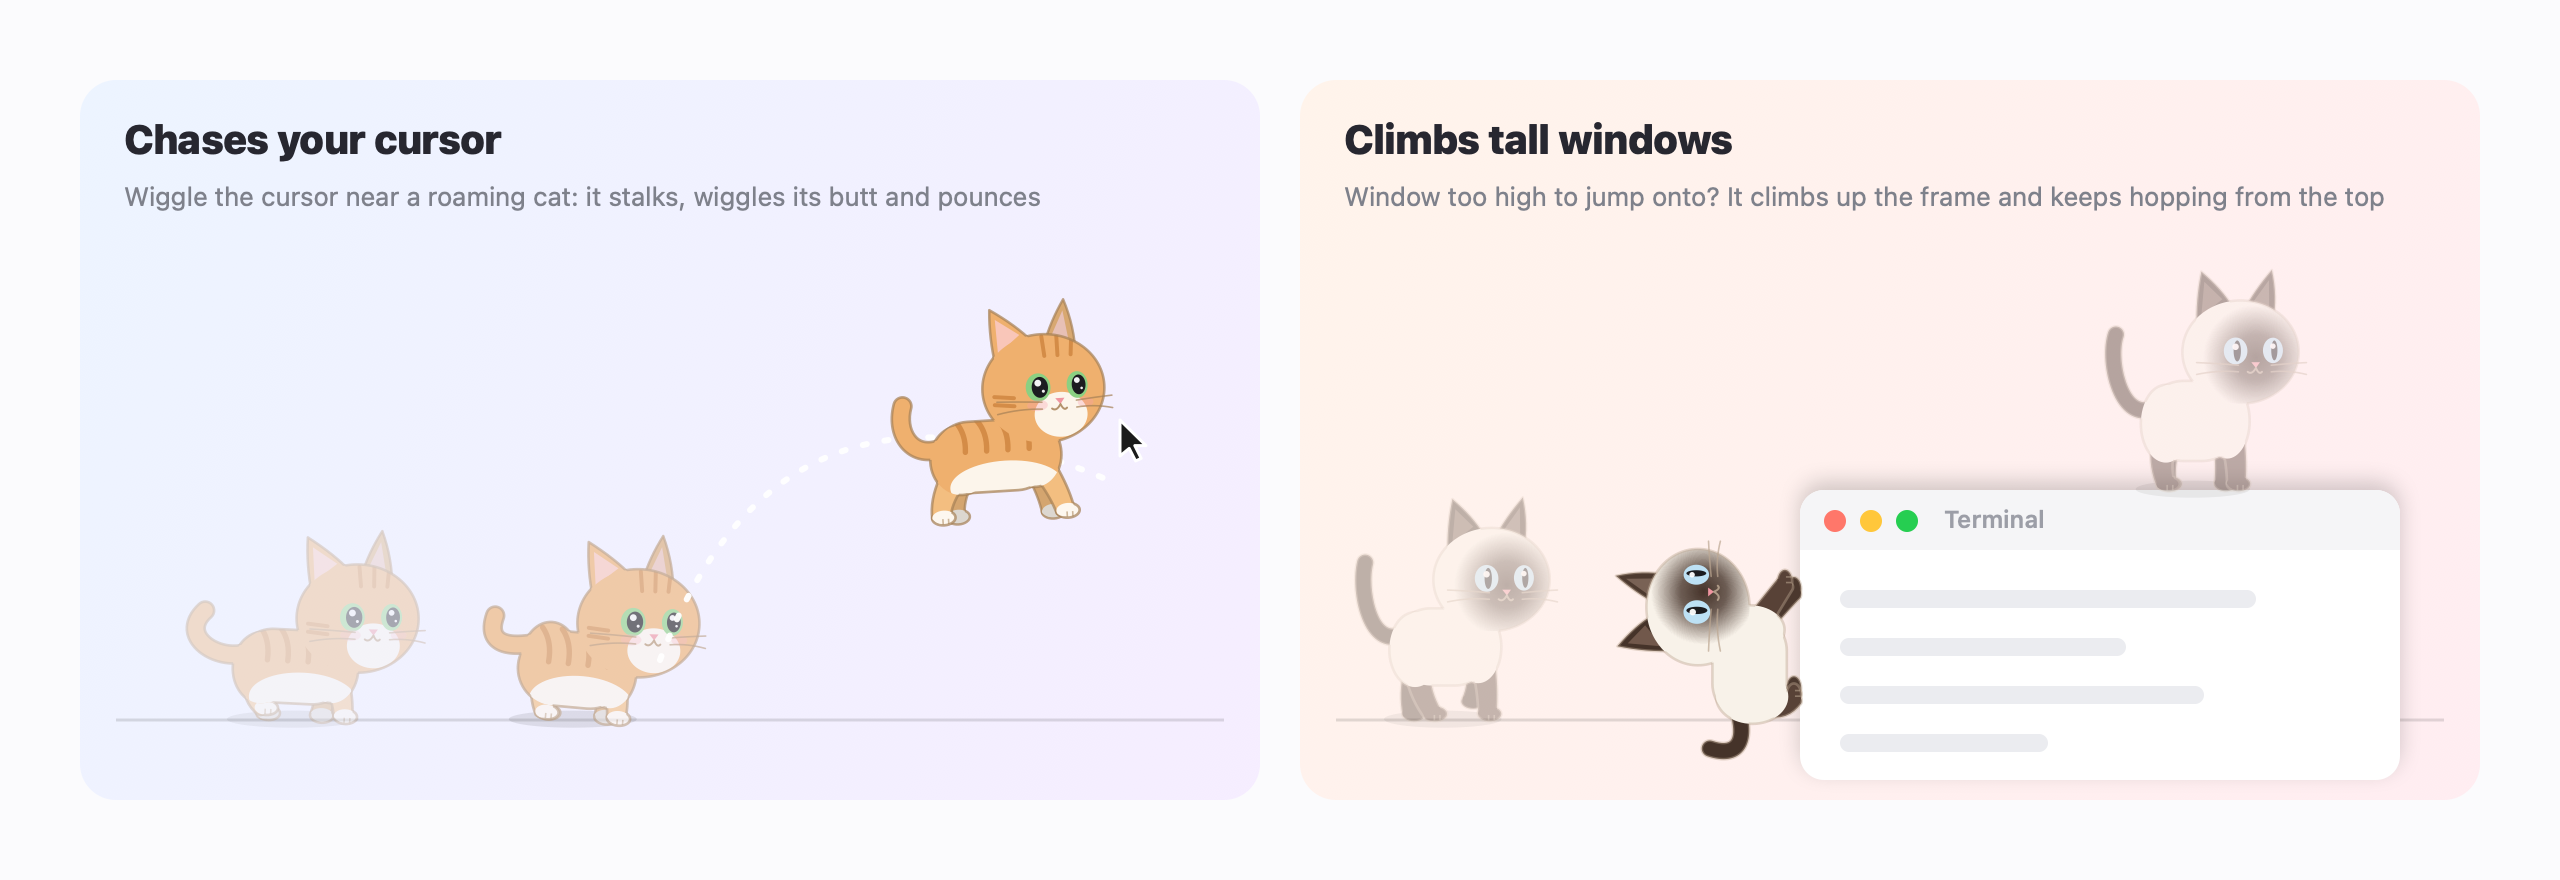 Chases your cursor
Wiggle the cursor near a roaming cat: it stalks, wiggles its butt and pounces
Climbs tall windows
Window too high to jump onto? It climbs up the frame and keeps hopping from the top
Terminal